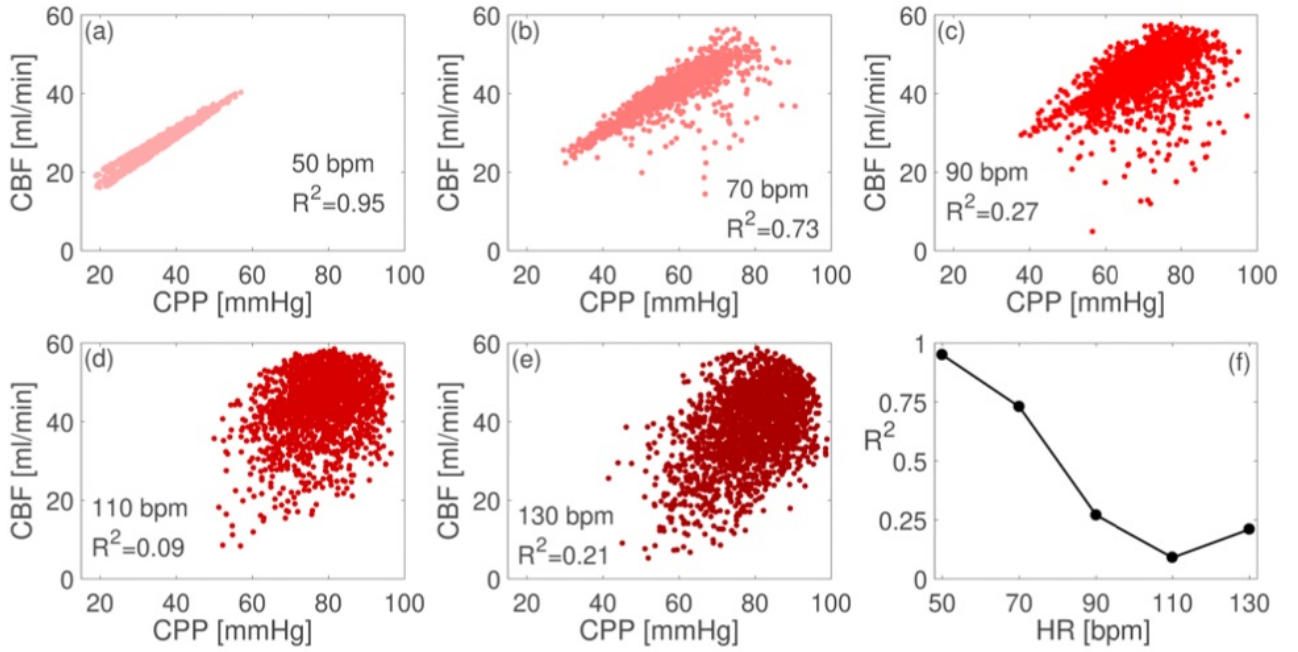 (a)
60
40
20
0
CBF [ml/min]
50 bpm
R²=0.95
20 40 60 80 100
CPP [mmHg]
(b)
60
40
20
0
CBF [ml/min]
70 bpm
R²=0.73
20 40 60 80 100
CPP [mmHg]
(c)
60
40
20
0
CBF [ml/min]
90 bpm
R²=0.27
20 40 60 80 100
CPP [mmHg]
(d)
60
40
20
0
CBF [ml/min]
110 bpm
R²=0.09
20 40 60 80 100
CPP [mmHg]
(e)
60
40
20
0
CBF [ml/min]
130 bpm
R²=0.21
20 40 60 80 100
CPP [mmHg]
(f)
1
0.75
R²
0.5
0.25
0
50 70 90 110 130
HR [bpm]